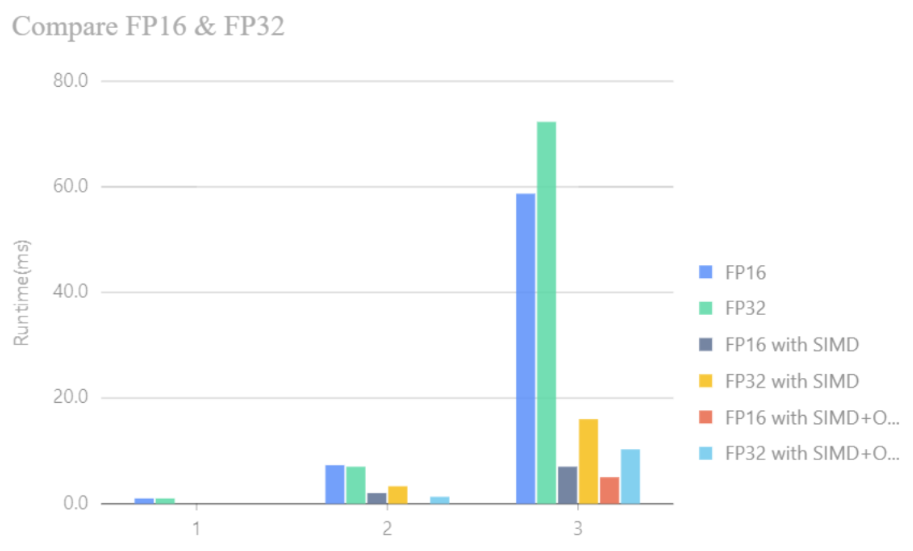 Compare FP16 & FP32
80.0
60.0
40.0
20.0
0.0
Runtime(ms)
1
2
3
FP16
FP32
FP16 with SIMD
FP32 with SIMD
FP16 with SIMD+O...
FP32 with SIMD+O...